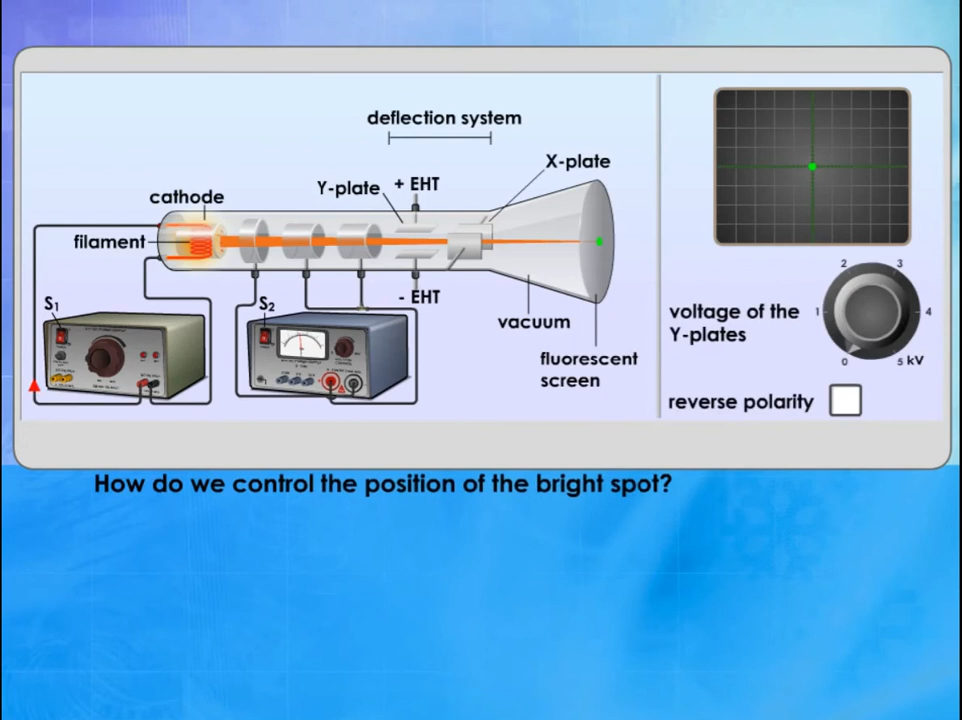 deflection system
X-plate
Y-plate
+ EHT
cathode
filament
- EHT
S1
S2
vacuum
fluorescent
screen
voltage of the
Y-plates
0
1
2
3
4
5 kV
reverse polarity
How do we control the position of the bright spot?